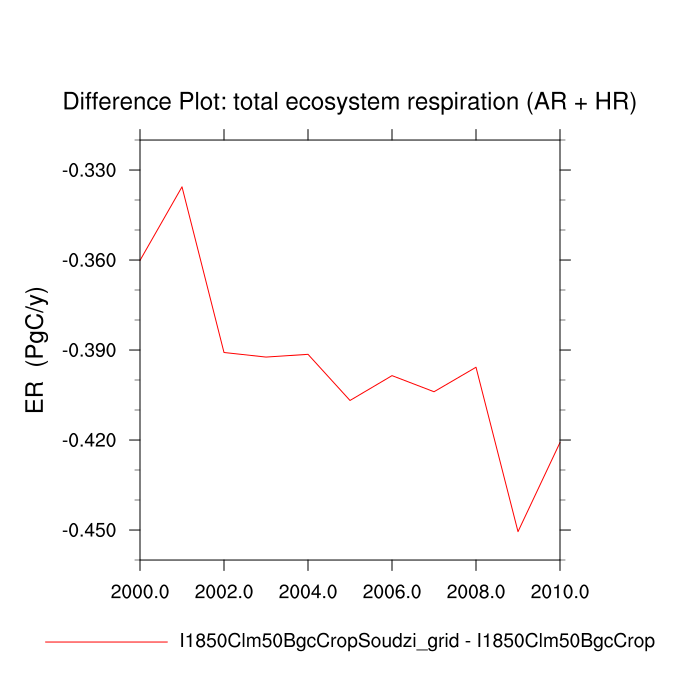 Difference Plot: total ecosystem respiration (AR + HR)
-0.330
-0.360
-0.390
-0.420
-0.450
ER (PgC/y)
2000.0 2002.0 2004.0 2006.0 2008.0 2010.0
I1850Clm50BgcCropSoudzi_grid - I1850Clm50BgcCrop